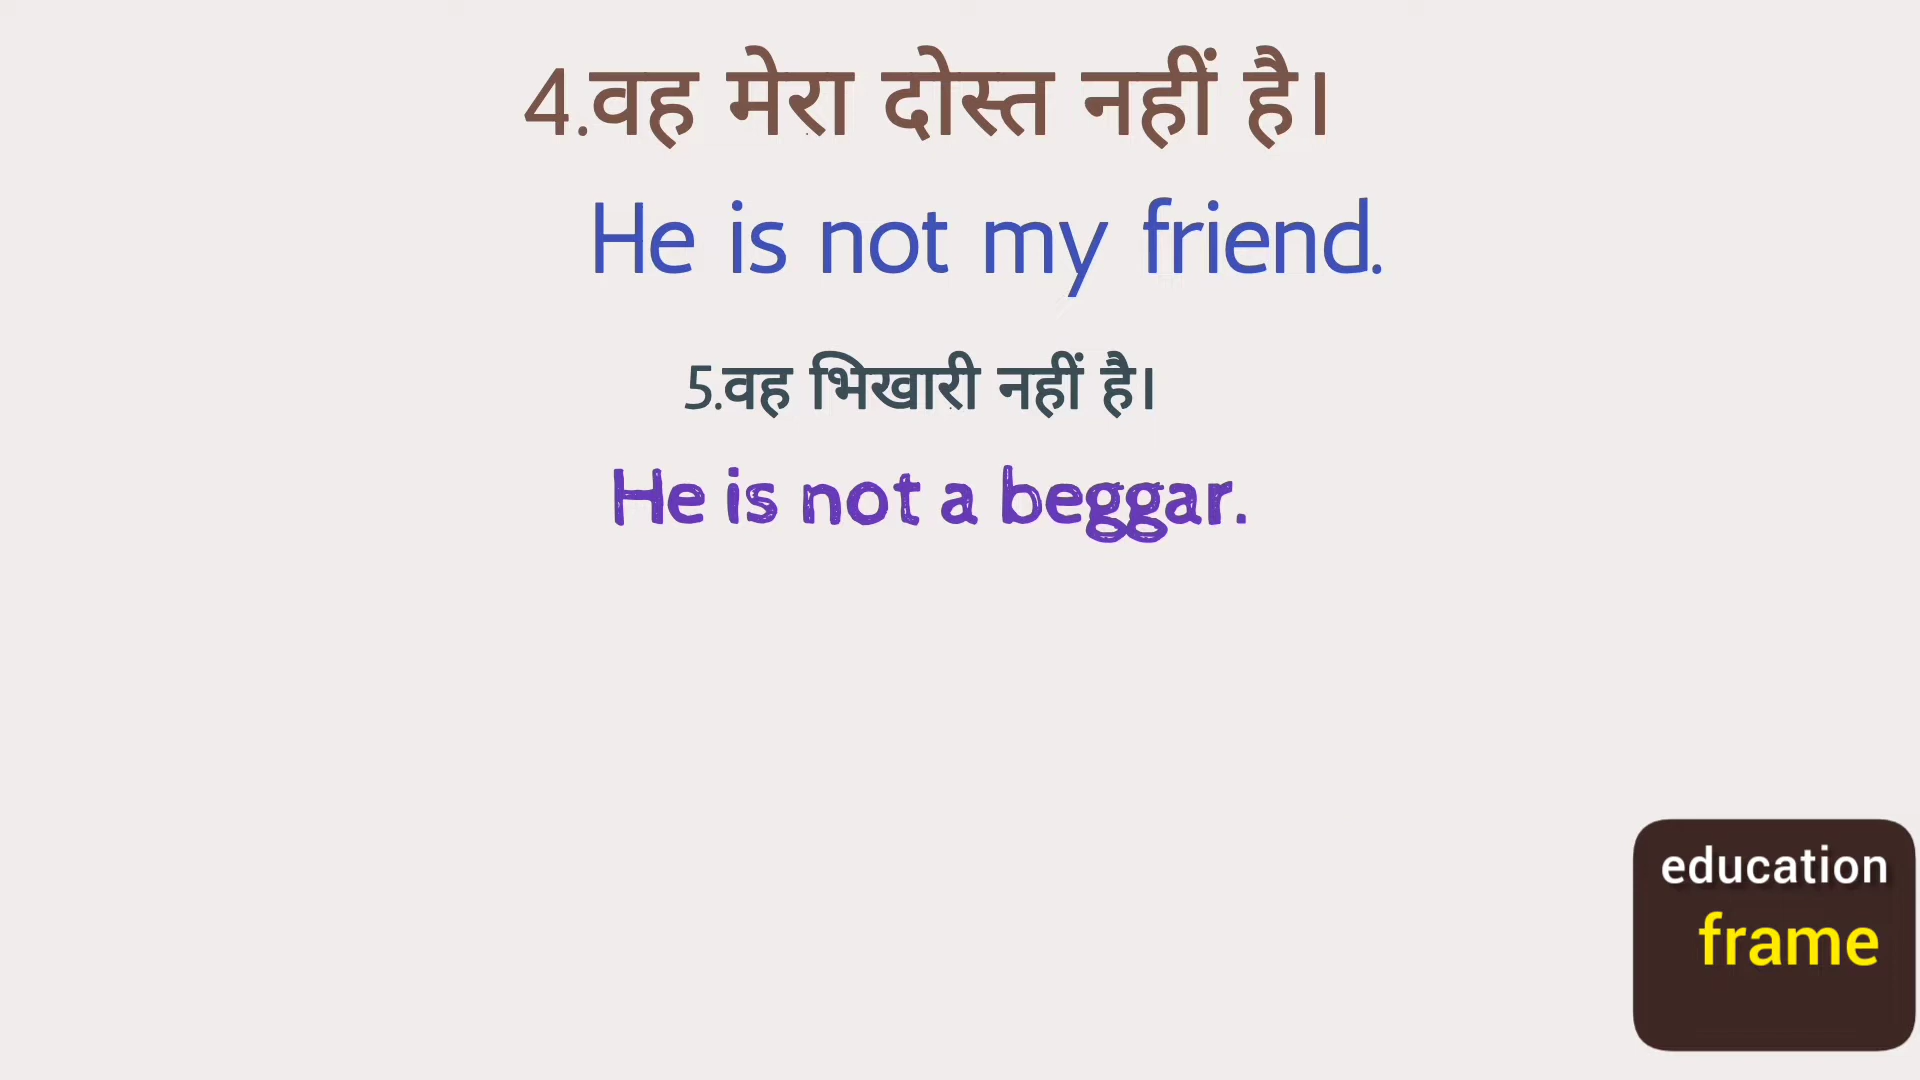 4.वह मेरा दोस्त नहीं है।
He is not my friend.
5.वह भिखारी नहीं है।
He is not a beggar.
education
frame